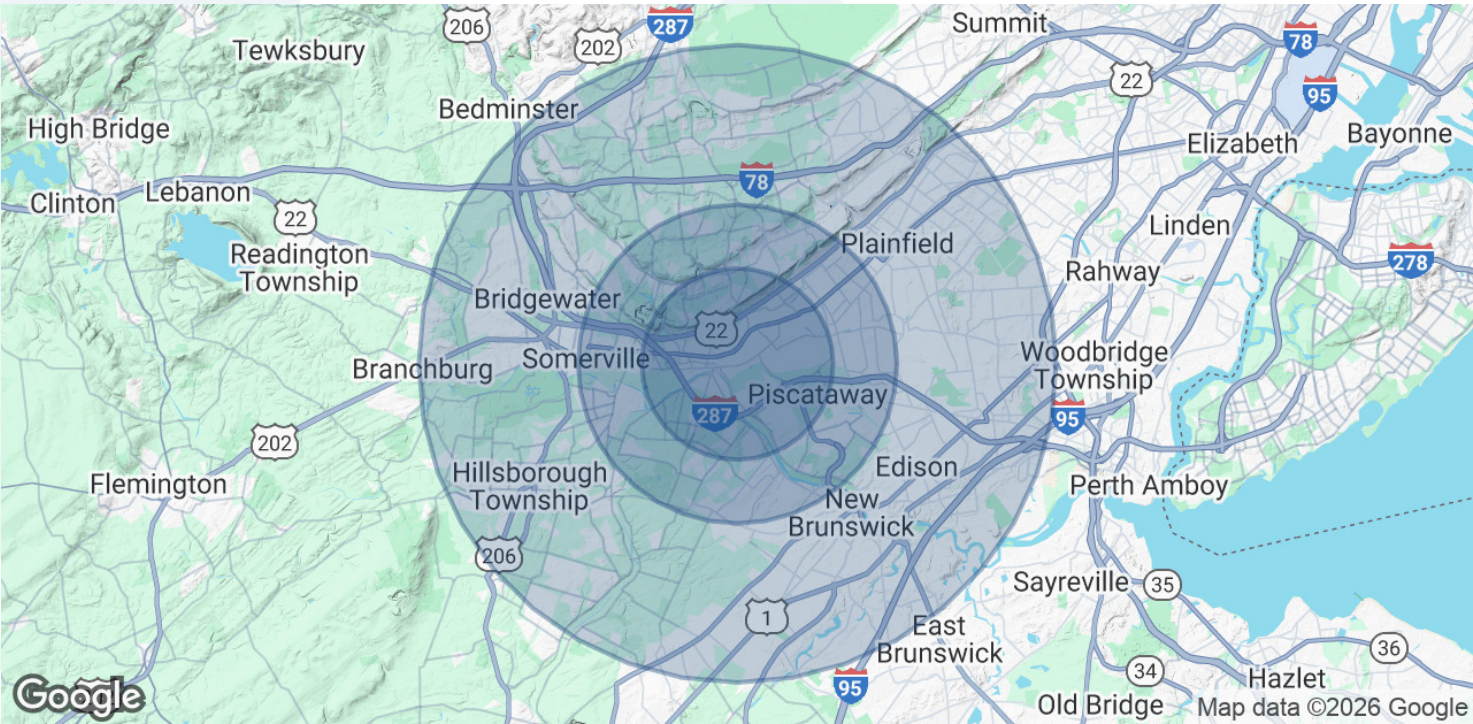 206
287
Summit
202
Tewksbury
78
22
95
Bedminster
High Bridge
Bayonne
Elizabeth
78
Lebanon
Clinton
22
Linden
Plainfield
Readington
Township
Rahway
278
Bridgewater
22
Somerville
Woodbridge
Township
Branchburg
Piscataway
287
95
202
Edison
Hillsborough
Township
Flemington
Perth Amboy
New
Brunswick
206
Sayreville
35
1
East
Brunswick
36
34
Hazlet
95
Google
Old Bridge
Map data ©2026 Google